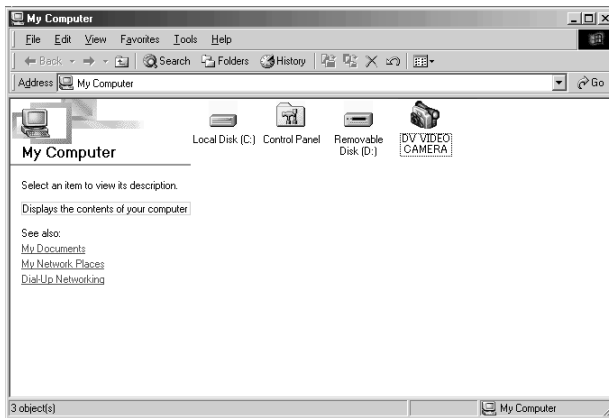 My Computer
File Edit View Favorites Tools Help
Back Search Folders History
Address My Computer Go
Local Disk (C:) Control Panel Removable Disk (D:) DV VIDEO CAMERA
My Computer
Select an item to view its description.
Displays the contents of your computer
See also:
My Documents
My Network Places
Dial-Up Networking
3 object(s) My Computer